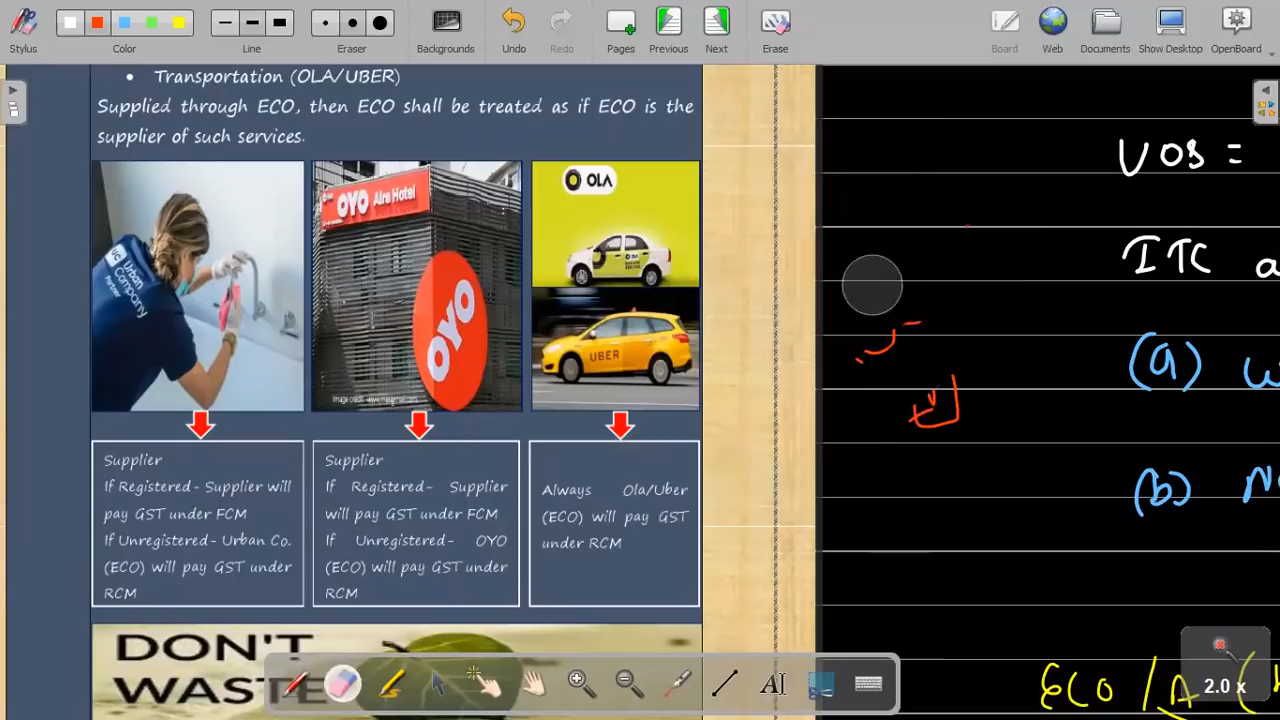 Stylus
Color
Line
Eraser
Backgrounds
Undo
Redo
Pages
Previous
Next
Erase
Board
Web
Documents
Show Desktop
OpenBoard
• Transportation (OLA/UBER)
Supplied through ECO, then ECO shall be treated as if ECO is the
supplier of such services.
UC
Urban
Company
OYO
OYO
OLA
UBER
Supplier
If Registered- Supplier will
pay GST under FCM
If Unregistered- Urban Co.
(ECO) will pay GST under
RCM
Supplier
If Registered- Supplier
will pay GST under FCM
If Unregistered- OYO
(ECO) will pay GST under
RCM
Always Ola/Uber
(ECO) will pay GST
under RCM
DON'T
WASTE
VOS =
ITC a
(a) W
(b) N
ECO / A (
2.0 x